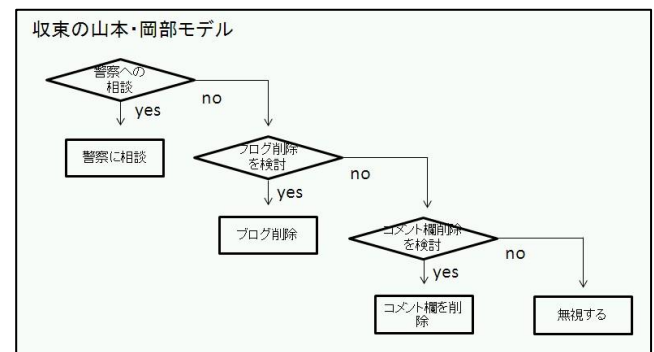 収束の山本・岡部モデル
警察への
相談
yes
no
警察に相談
ブログ削除
を検討
yes
no
ブログ削除
コメント欄削除
を検討
yes
no
コメント欄を削
除
無視する